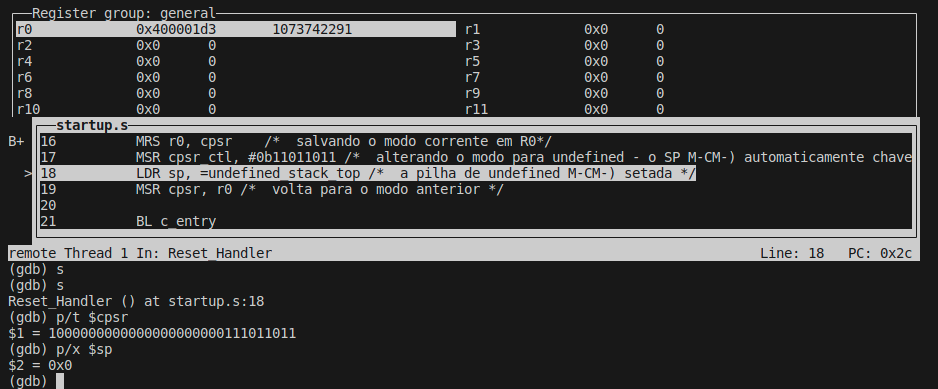 Register group: general
r0 0x400001d3 1073742291 r1 0x0 0
r2 0x0 0 r3 0x0 0
r4 0x0 0 r5 0x0 0
r6 0x0 0 r7 0x0 0
r8 0x0 0 r9 0x0 0
r10 0x0 0 r11 0x0 0
startup.s
B+ 16 MRS r0, cpsr /* salvando o modo corrente em R0*/
17 MSR cpsr_ctl, #0b11011011 /* alterando o modo para undefined - o SP M-CM-) automaticamente chave
> 18 LDR sp, =undefined_stack_top /* a pilha de undefined M-CM-) setada */
19 MSR cpsr, r0 /* volta para o modo anterior */
20
21 BL c_entry
remote Thread 1 In: Reset_Handler Line: 18 PC: 0x2c
(gdb) s
(gdb) s
Reset_Handler () at startup.s:18
(gdb) p/t $cpsr
$1 = 1000000000000000000000111011011
(gdb) p/x $sp
$2 = 0x0
(gdb)